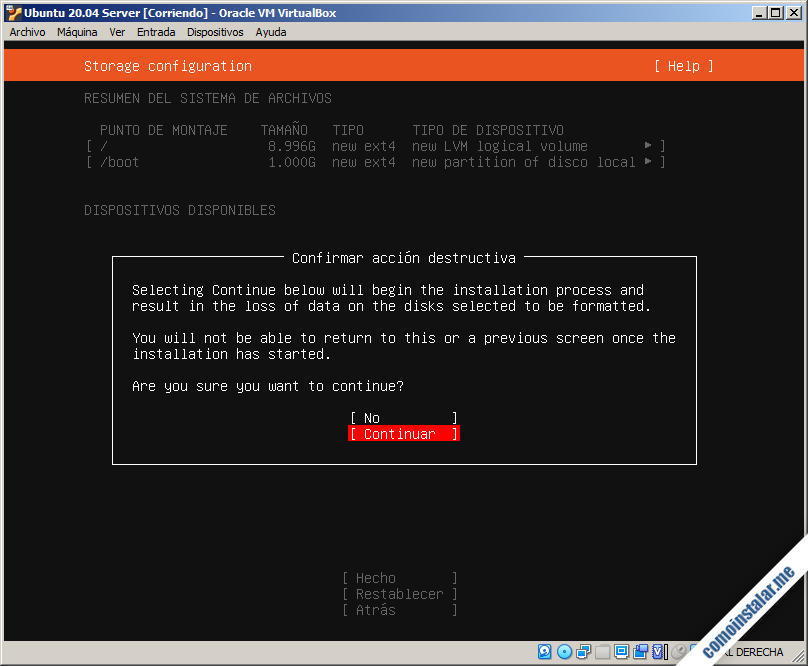 Ubuntu 20.04 Server [Corriendo] - Oracle VM VirtualBox
Archivo Máquina Ver Entrada Dispositivos Ayuda
Storage configuration [ Help ]
RESUMEN DEL SISTEMA DE ARCHIVOS
PUNTO DE MONTAJE TAMAÑO TIPO TIPO DE DISPOSITIVO
[ / 8.996G new ext4 new LVM logical volume ▸ ]
[ /boot 1.000G new ext4 new partition of disco local ▸ ]
DISPOSITIVOS DISPONIBLES
Confirmar acción destructiva
Selecting Continue below will begin the installation process and
result in the loss of data on the disks selected to be formatted.
You will not be able to return to this or a previous screen once the
installation has started.
Are you sure you want to continue?
[ No ]
[ Continuar ]
[ Hecho ]
[ Restablecer ]
[ Atrás ]
comoinstalar.me
DERECHA